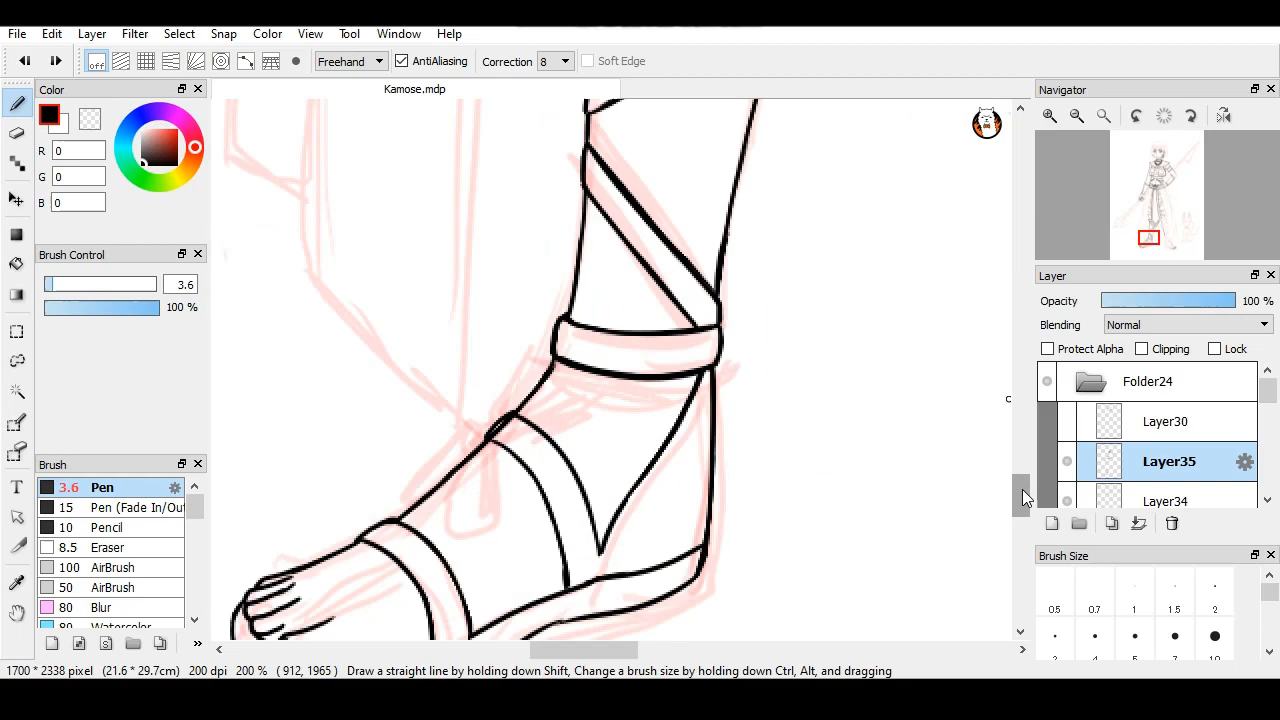 File Edit Layer Filter Select Snap Color View Tool Window Help
off Freehand AntiAliasing Correction 8 Soft Edge
Color
Kamose.mdp
Navigator
R 0
G 0
B 0
Brush Control
3.6
100 %
Layer
Opacity 100 %
Blending Normal
Protect Alpha Clipping Lock
Folder24
Layer30
Layer35
Layer34
Brush
3.6 Pen
15 Pen (Fade In/Out
10 Pencil
8.5 Eraser
100 AirBrush
50 AirBrush
80 Blur
80 Watercolor
Brush Size
0.5 0.7 1 1.5 2
1700 * 2338 pixel (21.6 * 29.7cm) 200 dpi 200 % ( 912, 1965 ) Draw a straight line by holding down Shift, Change a brush size by holding down Ctrl, Alt, and dragging